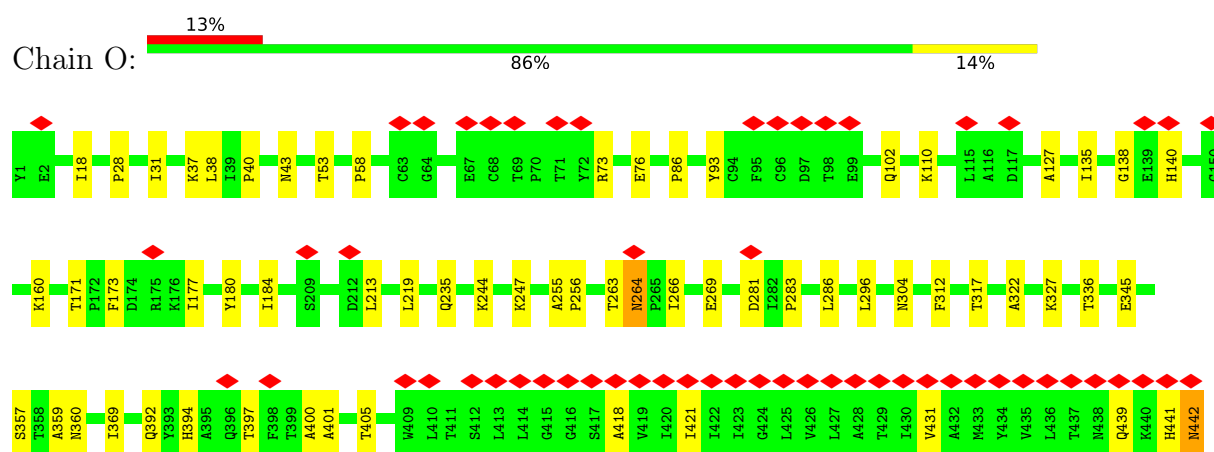 13%
Chain O:
86%
14%
Y1 E2 I18 P28 I31 K37 L38 I39 P40 N43 T53 P58 C63 G64 E67 C68 T69 P70 T71 Y72 R73 E76 P86 Y93 C94 F95 C96 D97 T98 E99 Q102 K110 L115 A116 D117 A127 I135 G138 E139 H140
K160 T171 P172 F173 D174 R175 K176 I177 Y180 I184 S209 D212 L213 L219 Q235 K244 K247 A255 P256 T263 N264 P265 I266 E269 D281 I282 P283 L286 L296 N304 F312 T317 A322 K327 T336 E345
S357 T358 A359 N360 I369 Q392 Y393 H394 A395 Q396 T397 F398 T399 A400 A401 T405 W409 L410 T411 S412 L413 L414 G415 G416 S417 A418 V419 I420 I421 I422 I423 G424 L425 V426 L427 A428 T429 I430 V431 A432 M433 Y434 V435 L436 T437 N438 Q439 K440 H441 N442